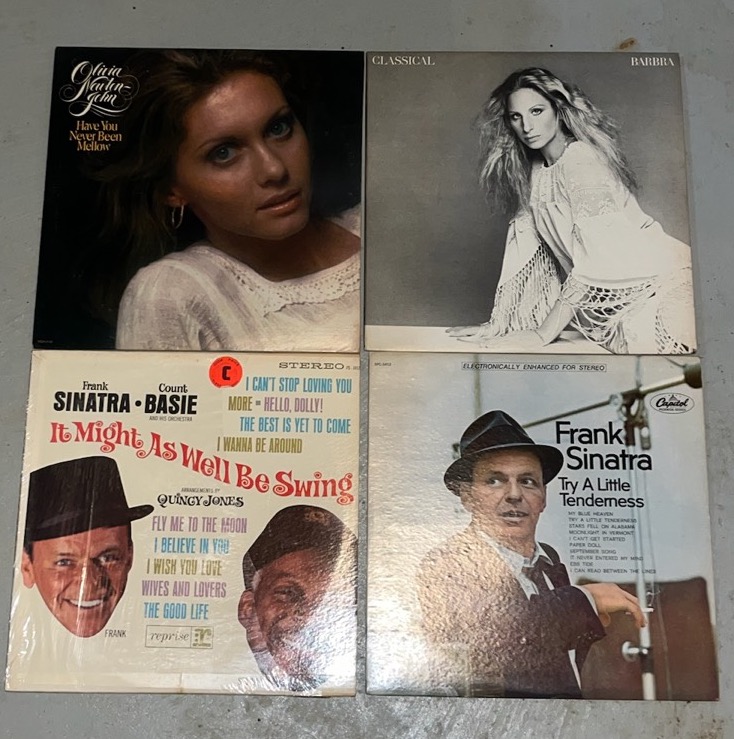 Olivia
Newton-
John
Have You
Never Been
Mellow
CLASSICAL
BARBRA
Frank
SINATRA • Count
BASIE
AND HIS ORCHESTRA
C
STEREO
I CAN'T STOP LOVING YOU
MORE • HELLO, DOLLY!
THE BEST IS YET TO COME
I WANNA BE AROUND
It Might As Well Be Swing
ARRANGEMENTS BY
QUINCY JONES
FLY ME TO THE MOON
I BELIEVE IN YOU
I WISH YOU LOVE
WIVES AND LOVERS
THE GOOD LIFE
FRANK
reprise
ELECTRONICALLY ENHANCED FOR STEREO
Capitol
Frank
Sinatra
Try A Little
Tenderness
MY BLUE HEAVEN
TRY A LITTLE TENDERNESS
STARS FELL ON ALABAMA
MOONLIGHT IN VERMONT
I CAN'T GET STARTED
PAPER DOLL
SEPTEMBER SONG
IT NEVER ENTERED MY MIND
EBB TIDE
I CAN READ BETWEEN THE LINES